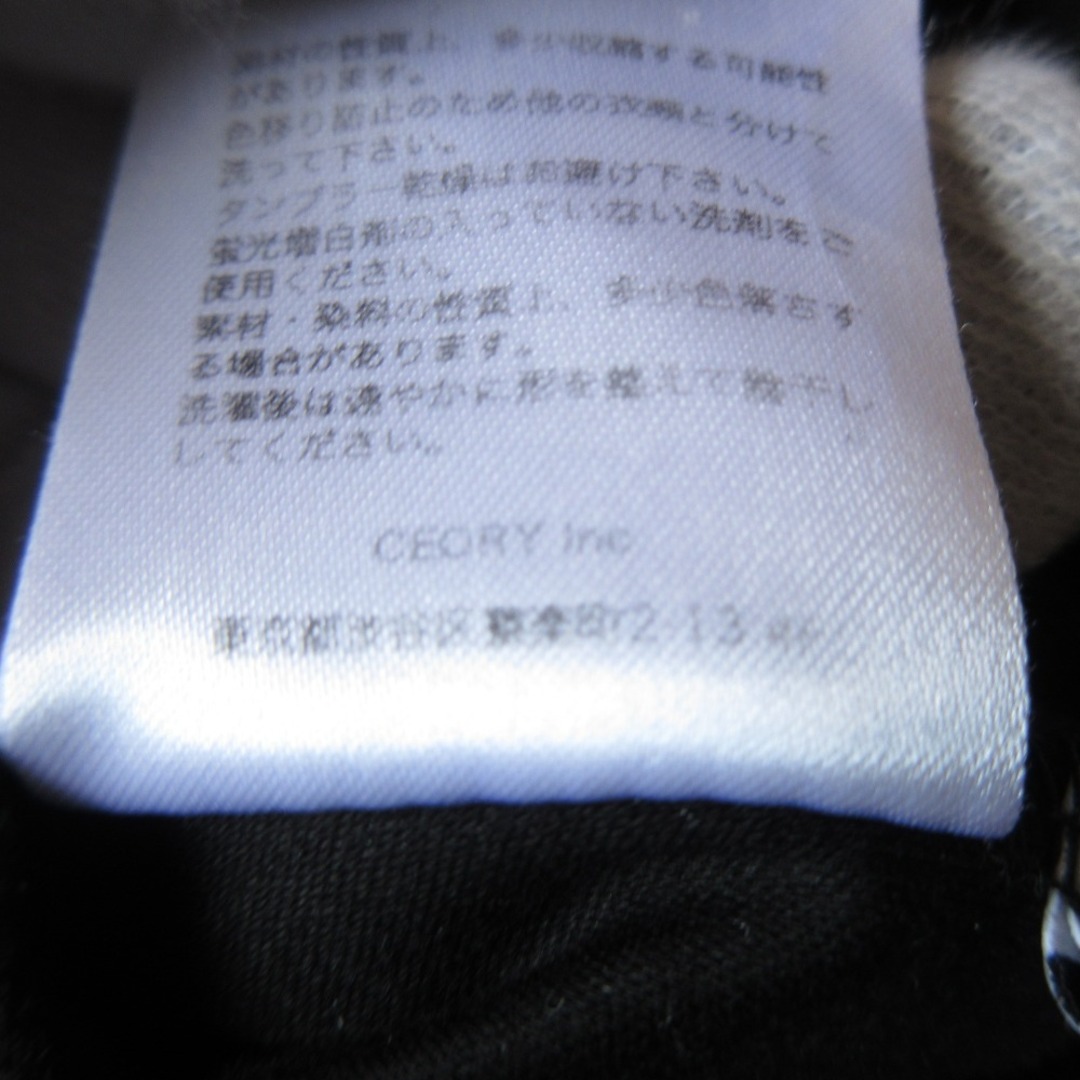 素材の性質上、多少収縮する可能性
があります。
色移り防止のため他の衣類と分けて
洗って下さい。
タンブラー乾燥はお避け下さい。
蛍光増白剤の入っていない洗剤をご
使用ください。
素材・染料の性質上、多少色落ちす
る場合があります。
洗濯後は速やかに形を整えて陰干し
してください。
CEORY Inc
東京都渋谷区 2-13